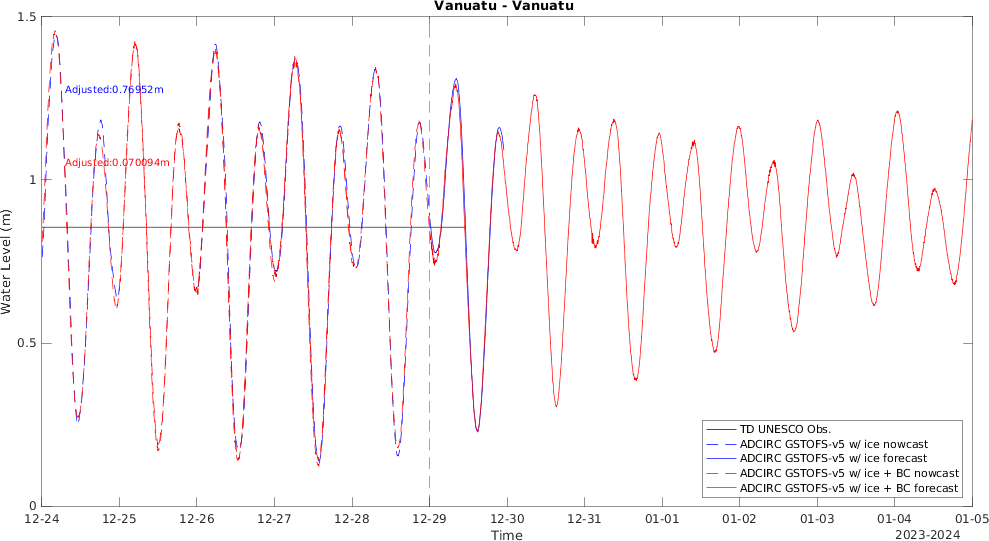 Vanuatu - Vanuatu
1.5
Adjusted:0.76952m
Adjusted:0.070094m
1
Water Level (m)
0.5
TD UNESCO Obs.
ADCIRC GSTOFS-v5 w/ ice nowcast
ADCIRC GSTOFS-v5 w/ ice forecast
ADCIRC GSTOFS-v5 w/ ice + BC nowcast
ADCIRC GSTOFS-v5 w/ ice + BC forecast
0
12-24 12-25 12-26 12-27 12-28 12-29 12-30 12-31 01-01 01-02 01-03 01-04 01-05
Time
2023-2024